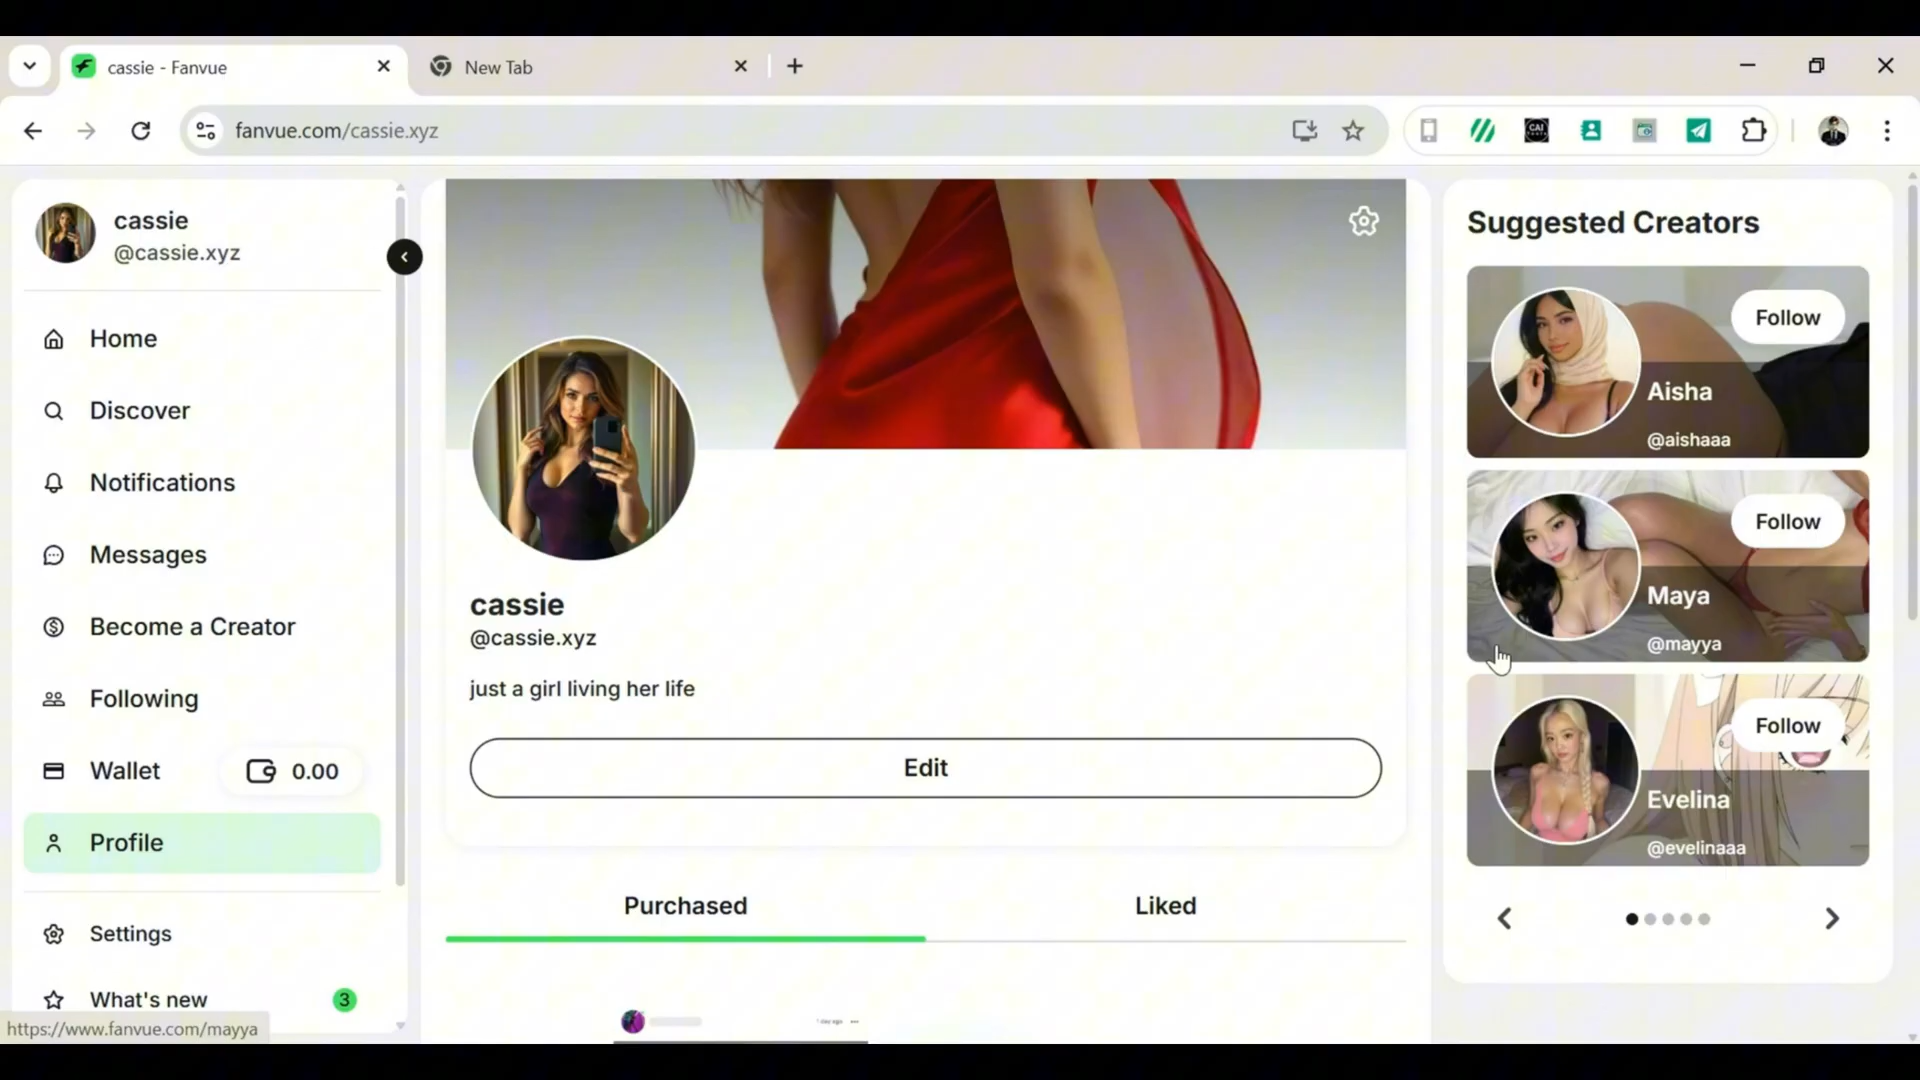 cassie - Fanvue
New Tab
fanvue.com/cassie.xyz
CAI
cassie
@cassie.xyz
Home
Discover
Notifications
Messages
Become a Creator
Following
Wallet
0.00
Profile
Settings
What's new
3
https://www.fanvue.com/mayya
cassie
@cassie.xyz
just a girl living her life
Edit
Purchased
Liked
Suggested Creators
Follow
Aisha
@aishaaa
Follow
Maya
@mayya
Follow
Evelina
@evelinaaa